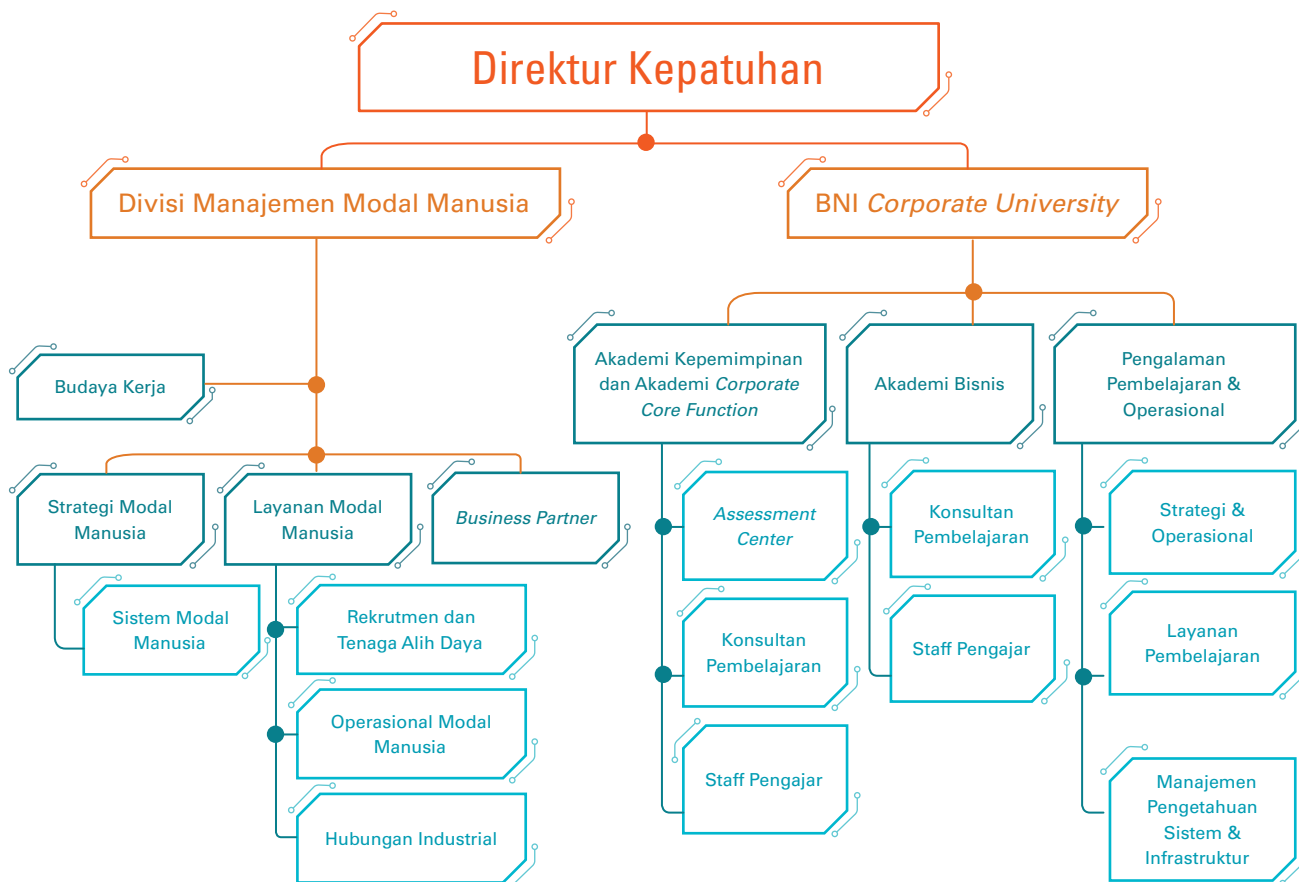 Direktur Kepatuhan
Divisi Manajemen Modal Manusia
BNI Corporate University
Budaya Kerja
Strategi Modal
Manusia
Layanan Modal
Manusia
Business Partner
Sistem Modal
Manusia
Rekrutmen dan
Tenaga Alih Daya
Operasional Modal
Manusia
Hubungan Industrial
Akademi Kepemimpinan
dan Akademi Corporate
Core Function
Assessment
Center
Konsultan
Pembelajaran
Staff Pengajar
Akademi Bisnis
Konsultan
Pembelajaran
Staff Pengajar
Pengalaman
Pembelajaran &
Operasional
Strategi &
Operasional
Layanan
Pembelajaran
Manajemen
Pengetahuan
Sistem &
Infrastruktur